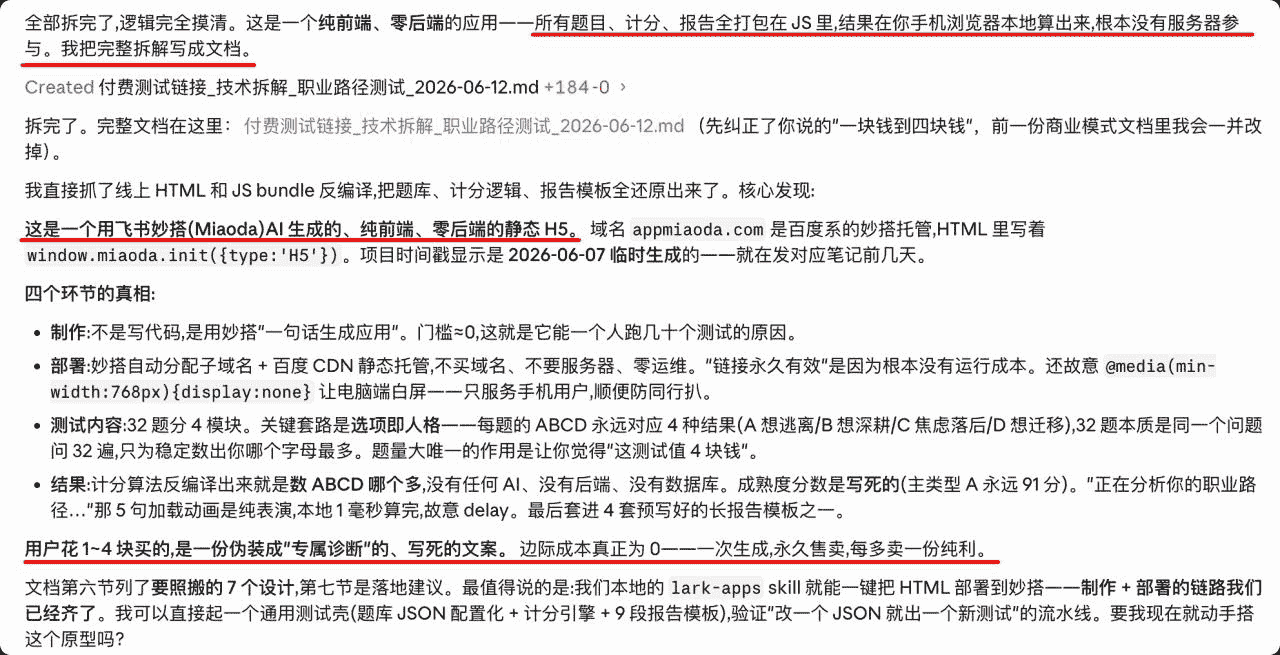 全部拆完了,逻辑完全摸清。这是一个纯前端、零后端的应用——所有题目、计分、报告全打包在 JS 里,结果在你手机浏览器本地算出来,根本没有服务器参
与。我把完整拆解写成文档。
Created 付费测试链接_技术拆解_职业路径测试_2026-06-12.md +184 -0 ›
拆完了。完整文档在这里: 付费测试链接_技术拆解_职业路径测试_2026-06-12.md (先纠正了你说的"一块钱到四块钱", 前一份商业模式文档里我会一并改
掉)。
我直接抓了线上 HTML 和 JS bundle 反编译,把题库、计分逻辑、报告模板全还原出来了。核心发现:
这是一个用飞书妙搭(Miaoda)AI 生成的、纯前端、零后端的静态 H5。 域名 appmiaoda.com 是百度系的妙搭托管,HTML 里写着
window.miaoda.init({type:'H5'}) 。项目时间戳显示是 2026-06-07 临时生成的——就在发对应笔记前几天。
四个环节的真相:
• 制作:不是写代码,是用妙搭"一句话生成应用"。门槛≈0,这就是它能一个人跑几十个测试的原因。
• 部署:妙搭自动分配子域名 + 百度 CDN 静态托管,不买域名、不要服务器、零运维。"链接永久有效"是因为根本没有运行成本。还故意 @media(min-
width:768px){display:none} 让电脑端白屏——只服务手机用户,顺便防同行扒。
• 测试内容:32 题分 4 模块。关键套路是选项即人格——每题的 ABCD 永远对应 4 种结果(A 想逃离/B 想深耕/C 焦虑落后/D 想迁移),32 题本质是同一个问题
问 32 遍,只为稳定数出你哪个字母最多。题量大唯一的作用是让你觉得"这测试值 4 块钱"。
• 结果:计分算法反编译出来就是数 ABCD 哪个多,没有任何 AI、没有后端、没有数据库。成熟度分数是写死的(主类型 A 永远 91 分)。"正在分析你的职业路
径..."那 5 句加载动画是纯表演,本地 1 毫秒算完,故意 delay。最后套进 4 套预写好的长报告模板之一。
用户花 1~4 块买的,是一份伪装成"专属诊断"的、写死的文案。 边际成本真正为 0——一次生成,永久售卖,每多卖一份纯利。
文档第六节列了要照搬的 7 个设计,第七节是落地建议。最值得说的是:我们本地的 lark-apps skill 就能一键把 HTML 部署到妙搭——制作 + 部署的链路我们
已经齐了。我可以直接起一个通用测试壳(题库 JSON 配置化 + 计分引擎 + 9 段报告模板),验证"改一个 JSON 就出一个新测试"的流水线。要我现在就动手搭
这个原型吗?